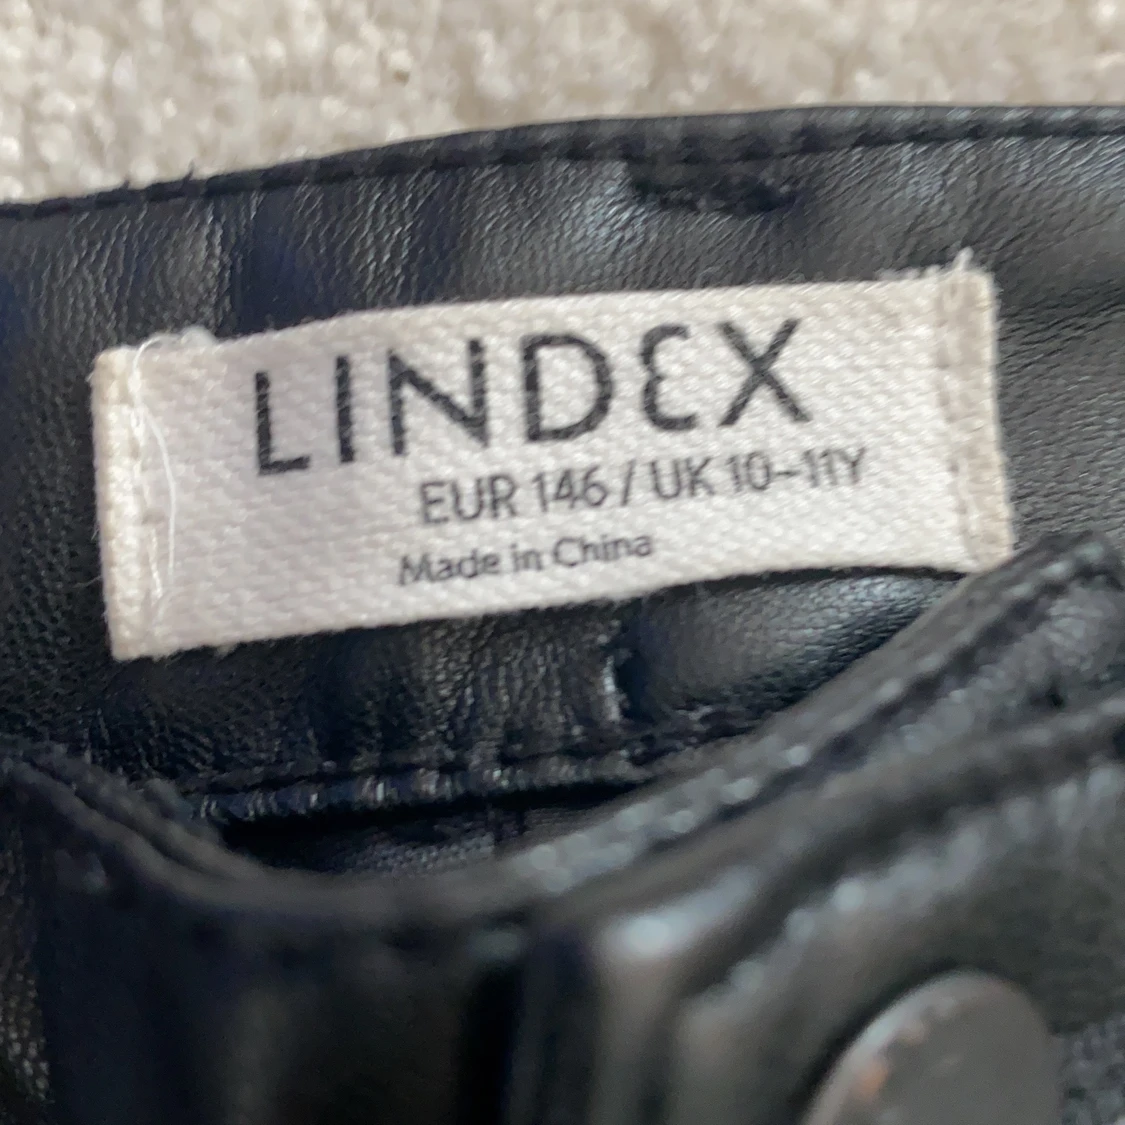 LINDEX
EUR 146 / UK 10–11Y
Made in China